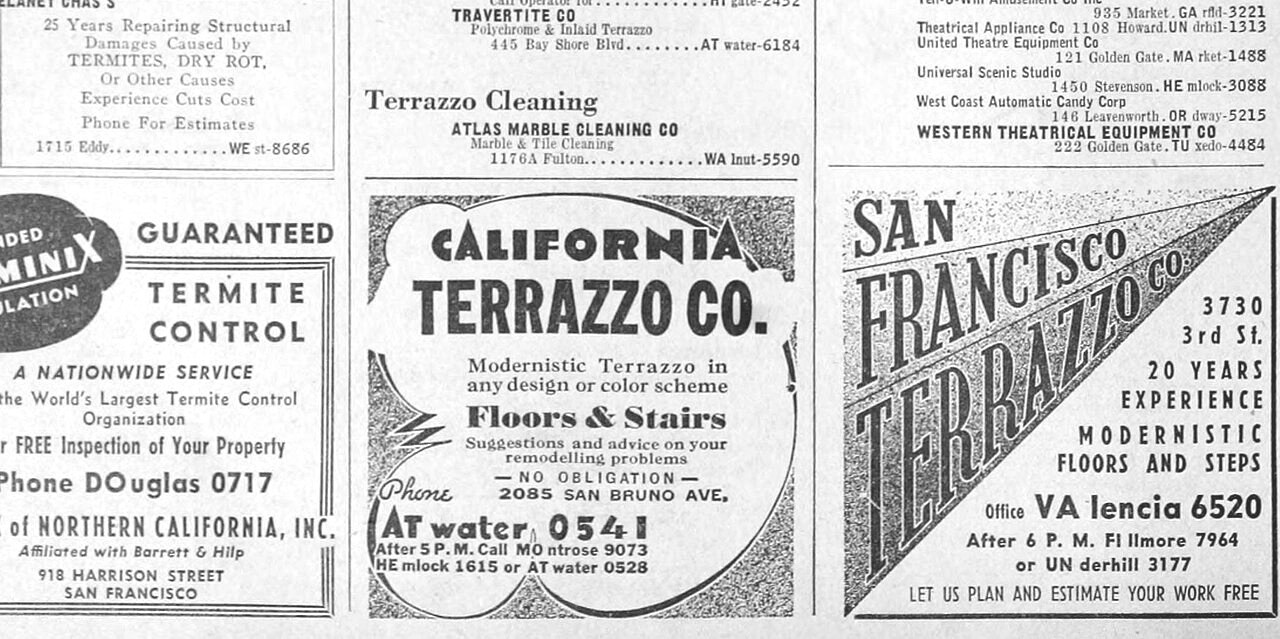 CHAS S
25 Years Repairing Structural
Damages Caused by
TERMITES, DRY ROT,
Or Other Causes
Experience Cuts Cost
Phone For Estimates
1715 Eddy.............WE st-8686
GUARANTEED
MINIX
TERMITE
CONTROL
A NATIONWIDE SERVICE
the World's Largest Termite Control
Organization
FREE Inspection of Your Property
Phone DOuglas 0717
of NORTHERN CALIFORNIA, INC.
Affiliated with Barrett & Hilp
918 HARRISON STREET
SAN FRANCISCO
Call Operator for............HI gate-2452
TRAVERTITE CO
Polychrome & Inlaid Terrazzo
445 Bay Shore Blvd........AT water-6184
Terrazzo Cleaning
ATLAS MARBLE CLEANING CO
Marble & Tile Cleaning
1176A Fulton............WA lnut-5590
CALIFORNIA
TERRAZZO CO.
Modernistic Terrazzo in
any design or color scheme
Floors & Stairs
Suggestions and advice on your
remodelling problems
— NO OBLIGATION —
Phone 2085 SAN BRUNO AVE.
AT water 0541
After 5 P. M. Call MO ntrose 9073
HE mlock 1615 or AT water 0528
935 Market. GA rfld-3221
Theatrical Appliance Co 1108 Howard. UN drhil-1313
United Theatre Equipment Co
121 Golden Gate. MA rket-1488
Universal Scenic Studio
1450 Stevenson. HE mlock-3088
West Coast Automatic Candy Corp
146 Leavenworth. OR dway-5215
WESTERN THEATRICAL EQUIPMENT CO
222 Golden Gate. TU xedo-4484
SAN
FRANCISCO
TERRAZZO CO.
3730
3rd St.
20 YEARS
EXPERIENCE
MODERNISTIC
FLOORS AND STEPS
Office VA lencia 6520
After 6 P. M. FI llmore 7964
or UN derhill 3177
LET US PLAN AND ESTIMATE YOUR WORK FREE